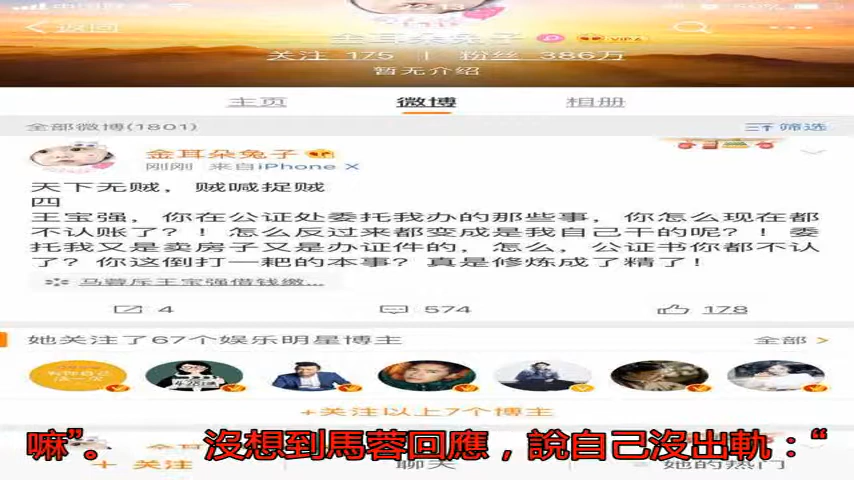 22:13
60%
返回
金耳朵兔子
关注 175 | 粉丝 386万
暂无介绍
主页 微博 相册
全部微博(1801) 筛选
金耳朵兔子
刚刚 来自iPhone X
天下无贼，贼喊捉贼
四
王宝强，你在公证处委托我办的那些事，你怎么现在都
不认账了？！怎么反过来都变成是我自己干的呢？！委
托我又是卖房子又是办证件的，怎么，公证书你都不认
了？你这倒打一耙的本事？真是修炼成了精了！
马蓉斥王宝强借钱缴...
4 574 178
她关注了67个娱乐明星博主 全部 >
+关注以上7个博主
嘛”。 沒想到馬蓉回應，說自己沒出軌：“
+ 关注 聊天 她的热门